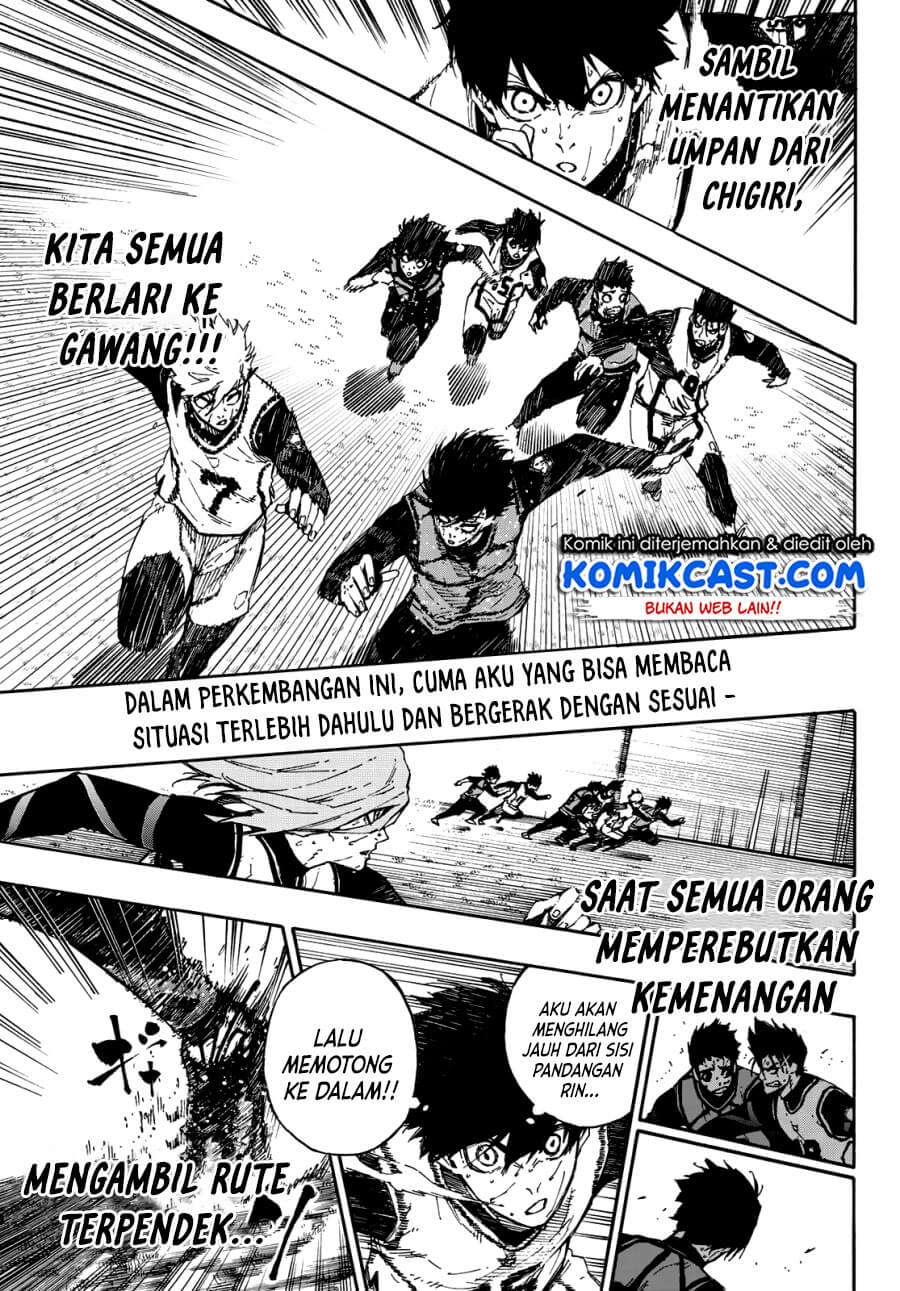 SAMBIL
MENANTIKAN
UMPAN DARI
CHIGIRI,
KITA SEMUA
BERLARI KE
GAWANG!!!
7
Komik ini diterjemahkan & diedit oleh
KOMIKCAST.COM
BUKAN WEB LAIN!!
DALAM PERKEMBANGAN INI, CUMA AKU YANG BISA MEMBACA
SITUASI TERLEBIH DAHULU DAN BERGERAK DENGAN SESUAI –
SAAT SEMUA ORANG
MEMPEREBUTKAN
KEMENANGAN
AKU AKAN
MENGHILANG
JAUH DARI SISI
PANDANGAN
RIN...
LALU
MEMOTONG
KE DALAM!!
MENGAMBIL RUTE
TERPENDEK...